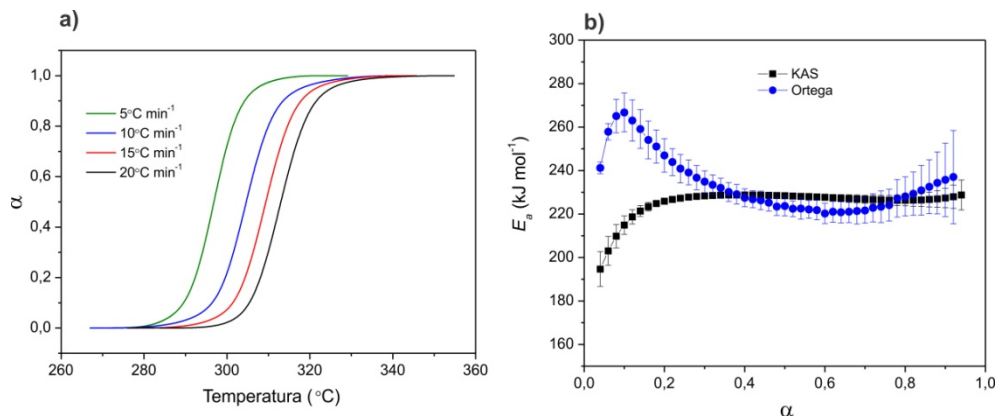 a)
α
1,0
0,8
0,6
0,4
0,2
0,0
5°C min⁻¹
10°C min⁻¹
15°C min⁻¹
20°C min⁻¹
260 280 300 320 340 360
Temperatura (°C)
b)
Eₐ (kJ mol⁻¹)
300
280
260
240
220
200
180
160
KAS
Ortega
0,0 0,2 0,4 0,6 0,8 1,0
α